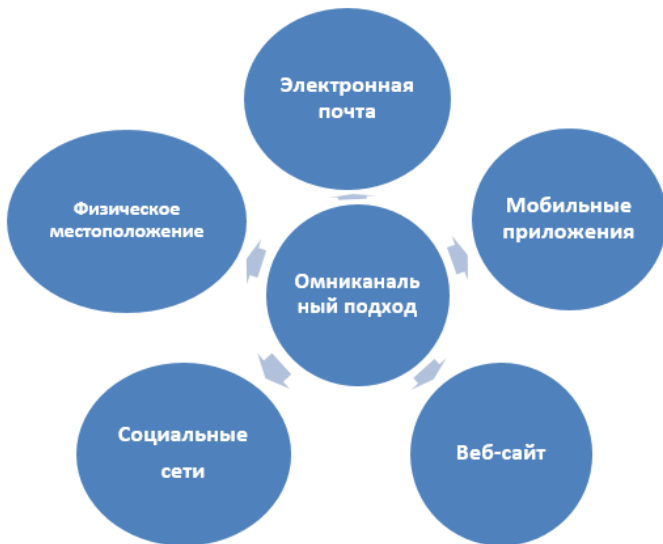 Электронная
почта
Мобильные
приложения
Физическое
местоположение
Омниканаль
ный подход
Социальные
сети
Веб-сайт